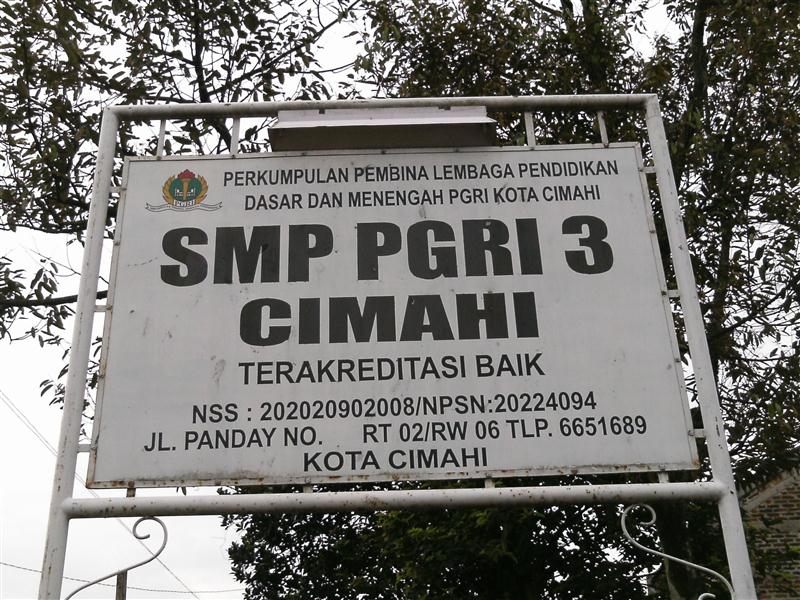 PERKUMPULAN PEMBINA LEMBAGA PENDIDIKAN
DASAR DAN MENENGAH PGRI KOTA CIMAHI
PGRI
SMP PGRI 3
CIMAHI
TERAKREDITASI BAIK
NSS : 202020902008/NPSN:20224094
JL. PANDAY NO. RT 02/RW 06 TLP. 6651689
KOTA CIMAHI